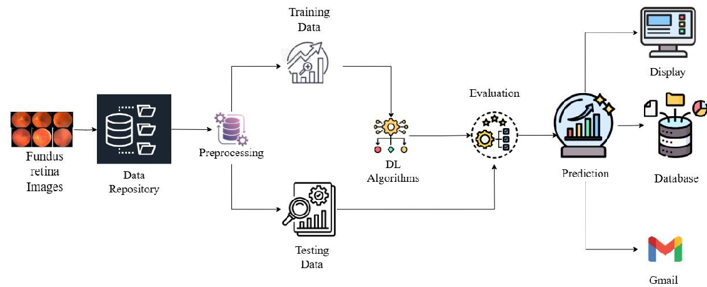 Training
Data
Fundus
retina
Images
Data
Repository
Preprocessing
DL
Algorithms
Testing
Data
Evaluation
Prediction
Display
Database
Gmail